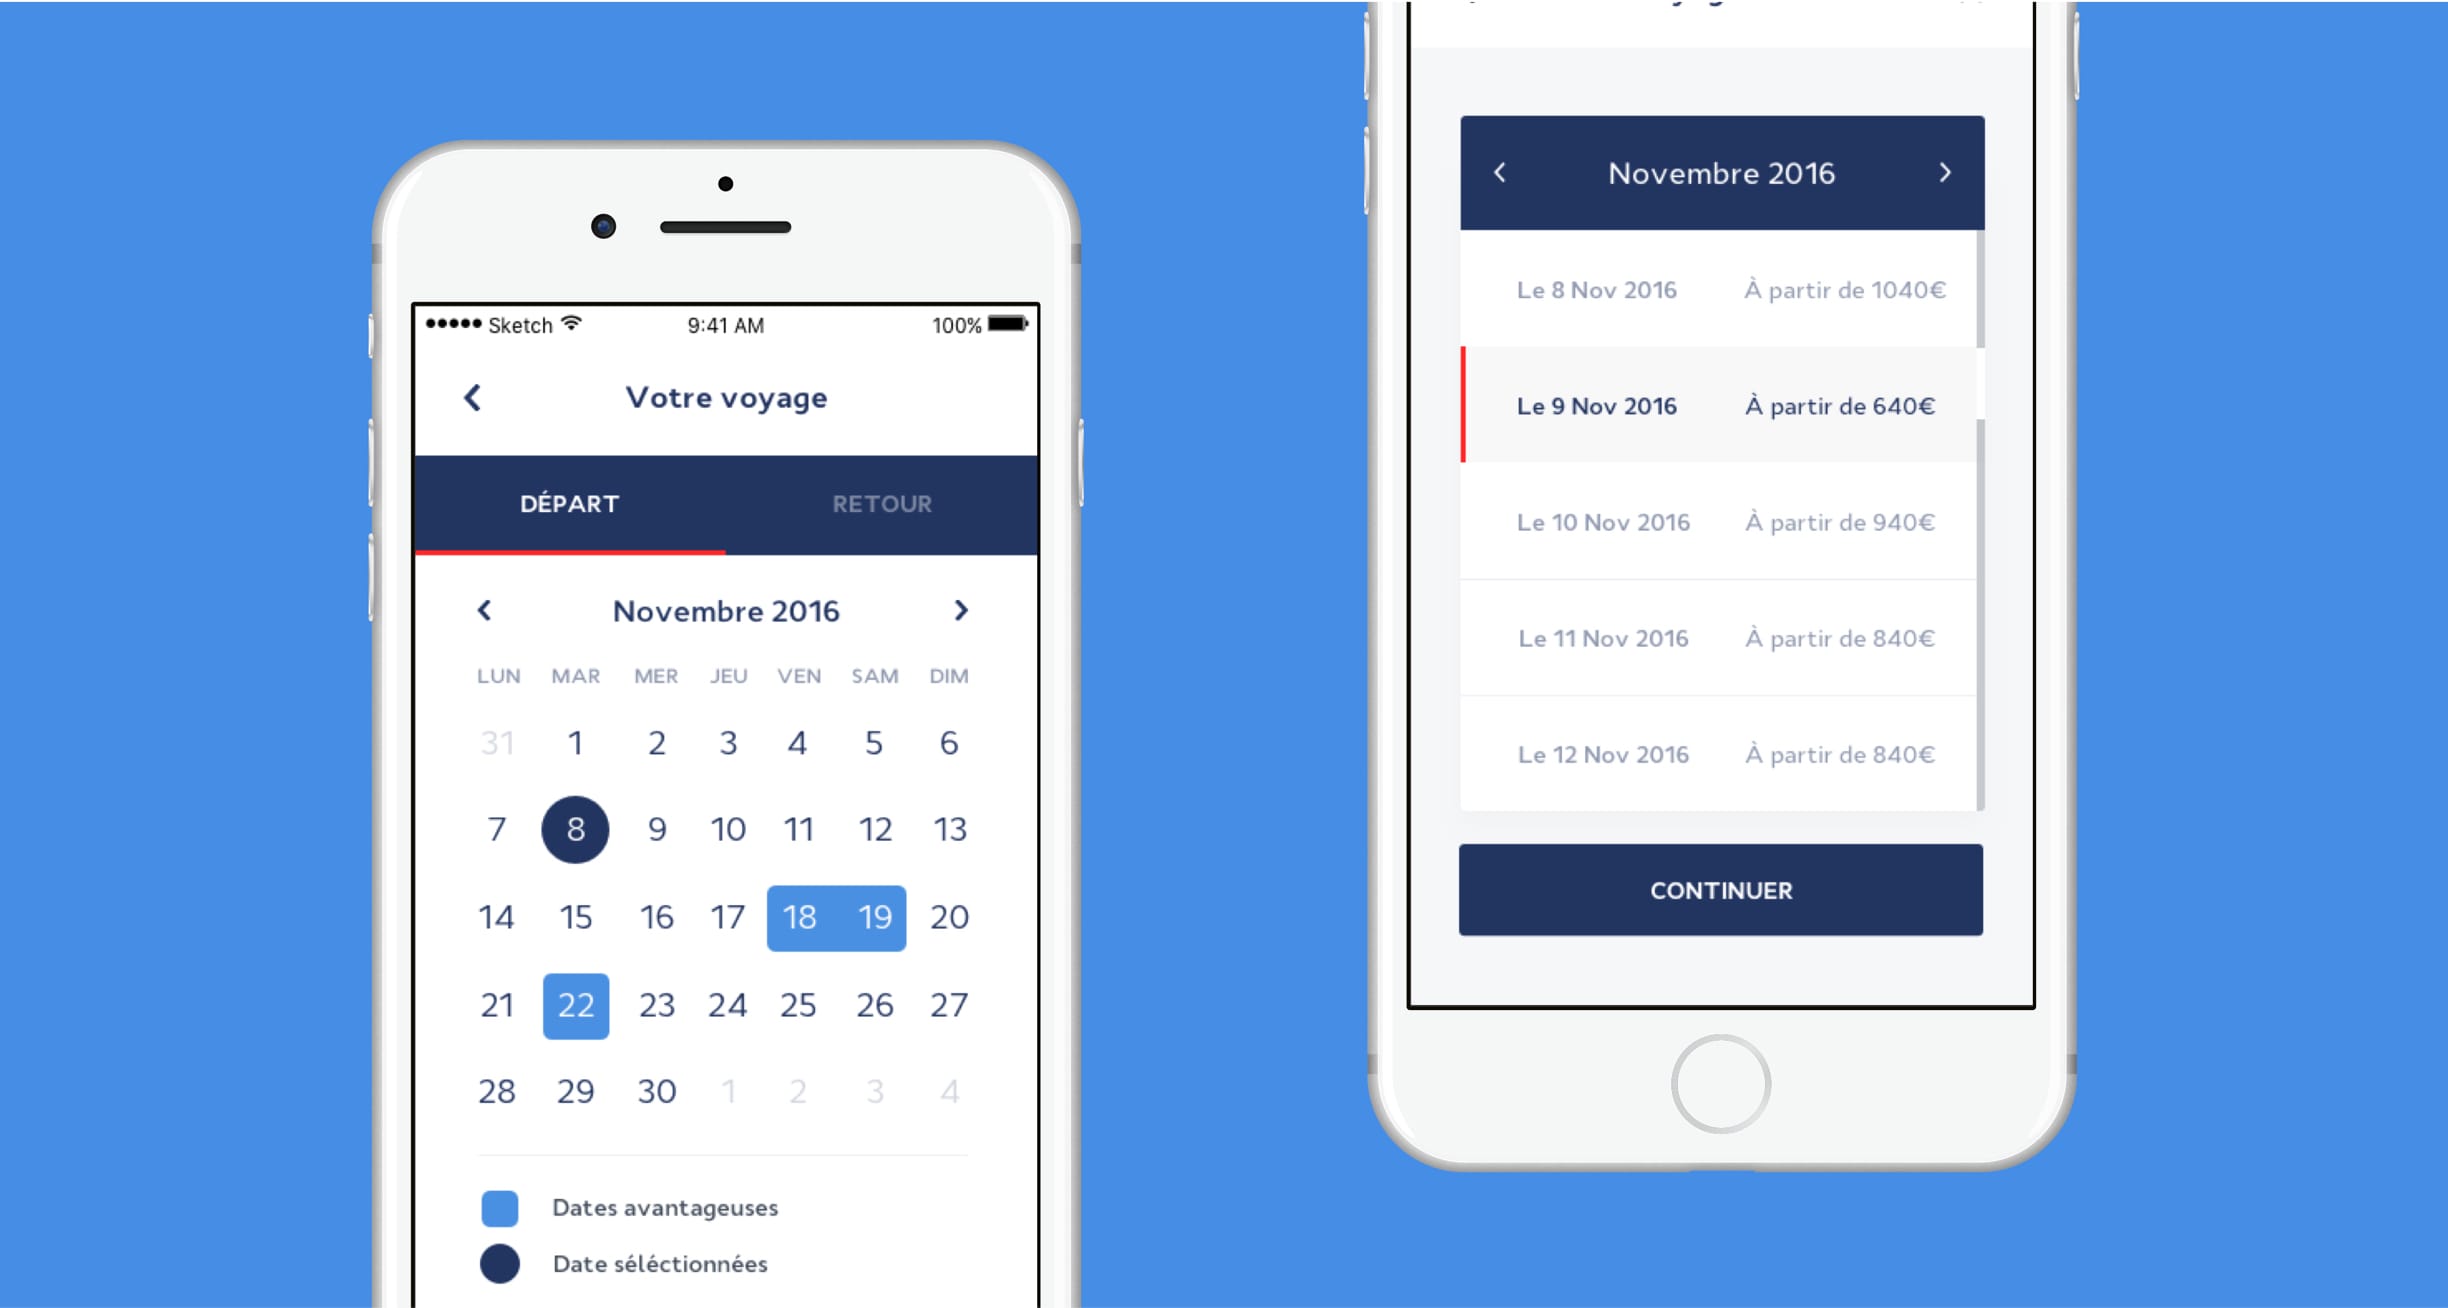 Sketch 9:41 AM 100%
Votre voyage
DÉPART RETOUR
Novembre 2016
LUN MAR MER JEU VEN SAM DIM
31 1 2 3 4 5 6
7 8 9 10 11 12 13
14 15 16 17 18 19 20
21 22 23 24 25 26 27
28 29 30 1 2 3 4
Dates avantageuses
Date séléctionnées
Novembre 2016
Le 8 Nov 2016 À partir de 1040€
Le 9 Nov 2016 À partir de 640€
Le 10 Nov 2016 À partir de 940€
Le 11 Nov 2016 À partir de 840€
Le 12 Nov 2016 À partir de 840€
CONTINUER